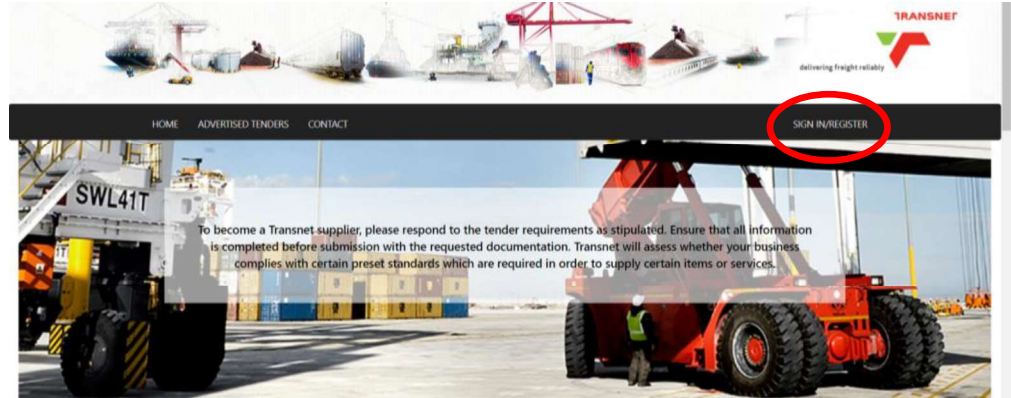 TRANSNET
delivering freight reliably
HOME ADVERTISED TENDERS CONTACT SIGN IN/REGISTER
SWL41T
To become a Transnet supplier, please respond to the tender requirements as stipulated. Ensure that all information
is completed before submission with the requested documentation. Transnet will assess whether your business
complies with certain preset standards which are required in order to supply certain items or services.